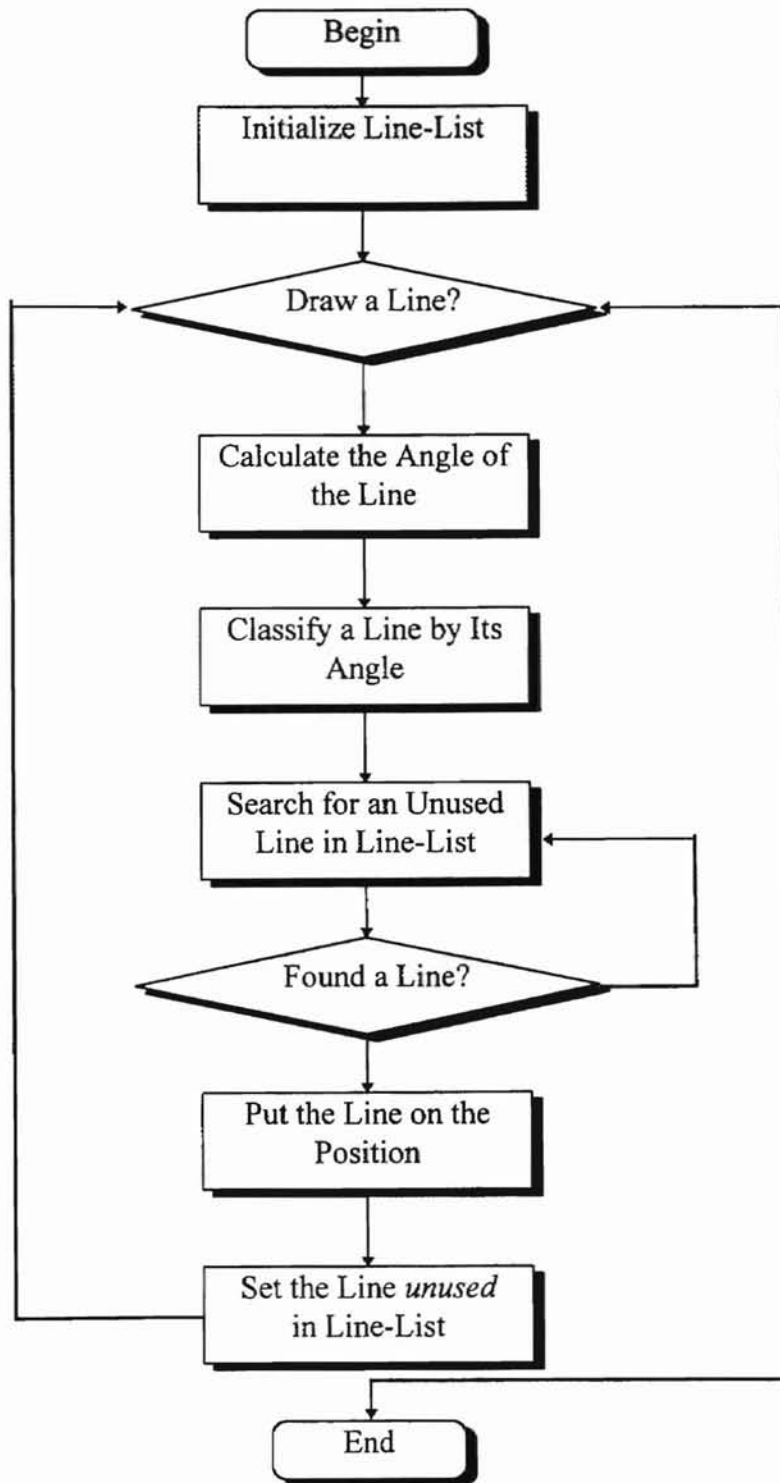 Begin
Initialize Line-List
Draw a Line?
Calculate the Angle of
the Line
Classify a Line by Its
Angle
Search for an Unused
Line in Line-List
Found a Line?
Put the Line on the
Position
Set the Line unused
in Line-List
End